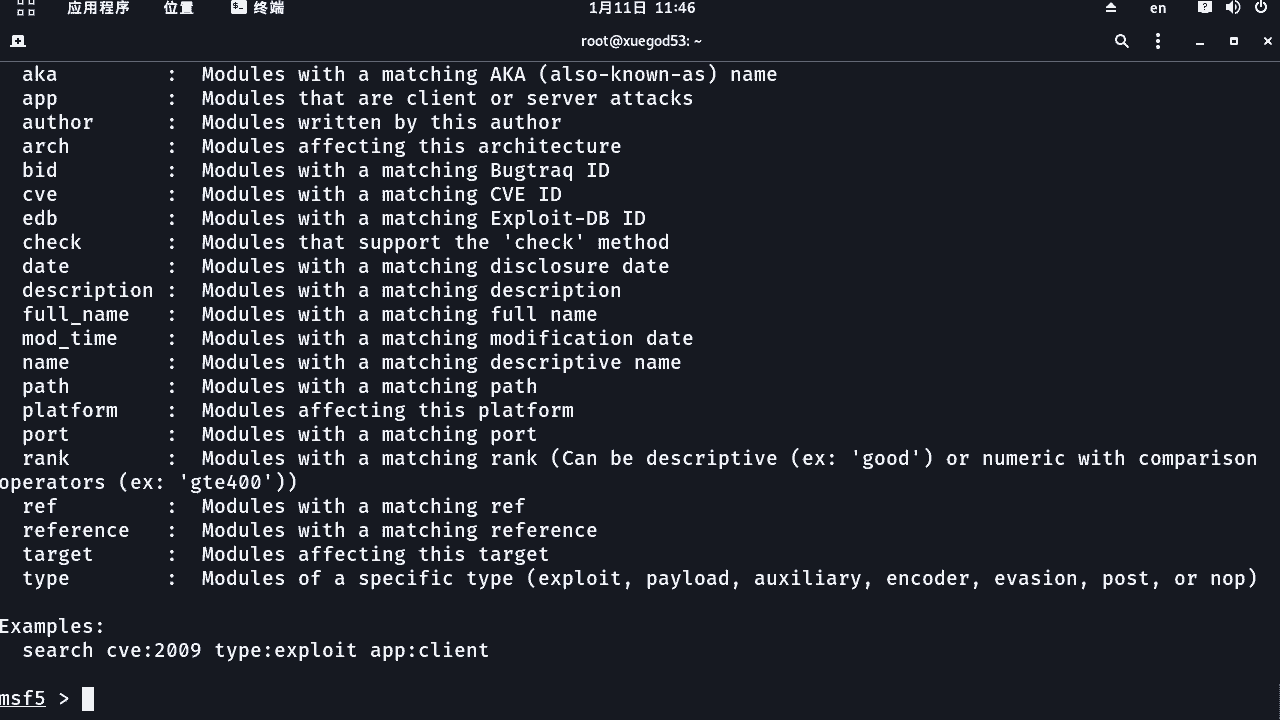 应用程序 位置 终端 1月11日 11:46 en
root@xuegod53: ~
aka : Modules with a matching AKA (also-known-as) name
app : Modules that are client or server attacks
author : Modules written by this author
arch : Modules affecting this architecture
bid : Modules with a matching Bugtraq ID
cve : Modules with a matching CVE ID
edb : Modules with a matching Exploit-DB ID
check : Modules that support the 'check' method
date : Modules with a matching disclosure date
description : Modules with a matching description
full_name : Modules with a matching full name
mod_time : Modules with a matching modification date
name : Modules with a matching descriptive name
path : Modules with a matching path
platform : Modules affecting this platform
port : Modules with a matching port
rank : Modules with a matching rank (Can be descriptive (ex: 'good') or numeric with comparison
operators (ex: 'gte400'))
ref : Modules with a matching ref
reference : Modules with a matching reference
target : Modules affecting this target
type : Modules of a specific type (exploit, payload, auxiliary, encoder, evasion, post, or nop)
Examples:
search cve:2009 type:exploit app:client
msf5 >